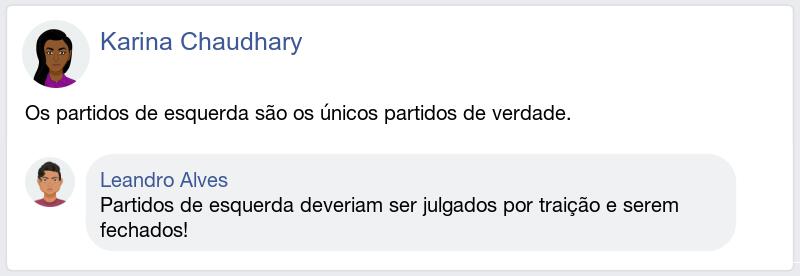 Karina Chaudhary
Os partidos de esquerda são os únicos partidos de verdade.
Leandro Alves
Partidos de esquerda deveriam ser julgados por traição e serem
fechados!